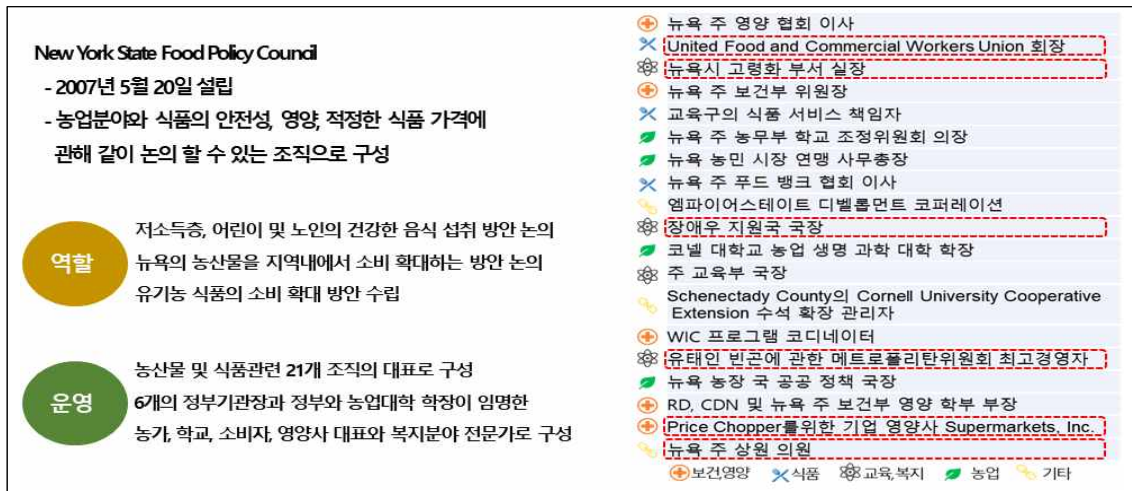 New York State Food Policy Council
- 2007년 5월 20일 설립
- 농업분야와 식품의 안전성, 영양, 적정한 식품 가격에
관해 같이 논의 할 수 있는 조직으로 구성
역할
저소득층, 어린이 및 노인의 건강한 음식 섭취 방안 논의
뉴욕의 농산물을 지역내에서 소비 확대하는 방안 논의
유기농 식품의 소비 확대 방안 수립
운영
농산물 및 식품관련 21개 조직의 대표로 구성
6개의 정부기관장과 정부와 농업대학 학장이 임명한
농가, 학교, 소비자, 영양사 대표와 복지분야 전문가로 구성
뉴욕 주 영양 협회 이사
United Food and Commercial Workers Union 회장
뉴욕시 고령화 부서 실장
뉴욕 주 보건부 위원장
교육구의 식품 서비스 책임자
뉴욕 주 농무부 학교 조정위원회 의장
뉴욕 농민 시장 연맹 사무총장
뉴욕 주 푸드 뱅크 협회 이사
엠파이어스테이트 디벨롭먼트 코퍼레이션
장애우 지원국 국장
코넬 대학교 농업 생명 과학 대학 학장
주 교육부 국장
Schenectady County의 Cornell University Cooperative
Extension 수석 확장 관리자
WIC 프로그램 코디네이터
유태인 빈곤에 관한 메트로폴리탄위원회 최고경영자
뉴욕 농장 국 공공 정책 국장
RD, CDN 및 뉴욕 주 보건부 영양 학부 부장
Price Chopper를위한 기업 영양사 Supermarkets, Inc.
뉴욕 주 상원 의원
보건,영양 식품 교육,복지 농업 기타